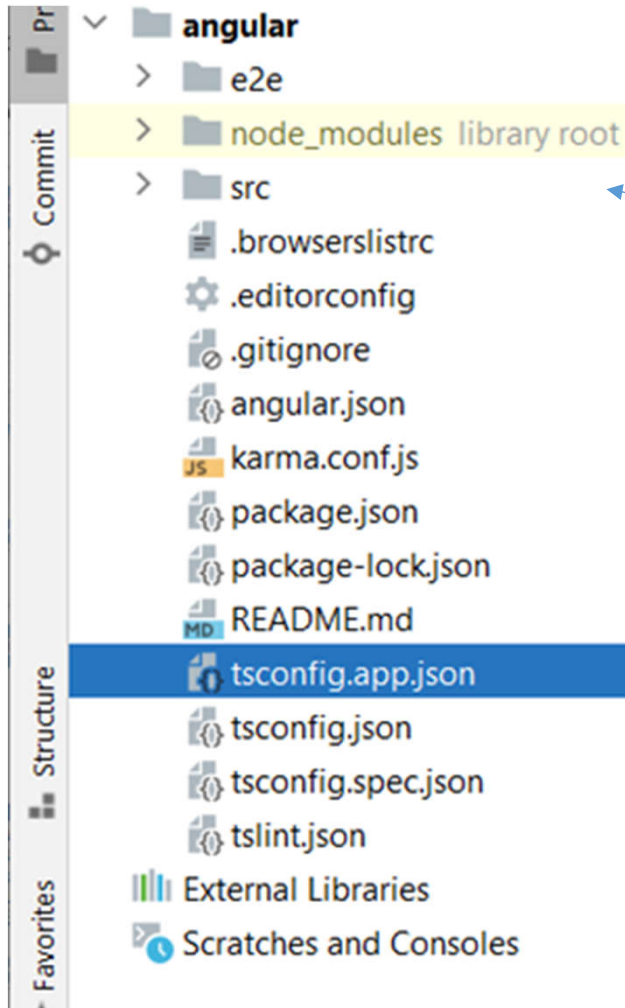 Pr
Commit
Structure
Favorites
angular
e2e
node_modules library root
src
.browserslistrc
.editorconfig
.gitignore
angular.json
JS karma.conf.js
package.json
package-lock.json
MD README.md
tsconfig.app.json
tsconfig.json
tsconfig.spec.json
tslint.json
External Libraries
Scratches and Consoles